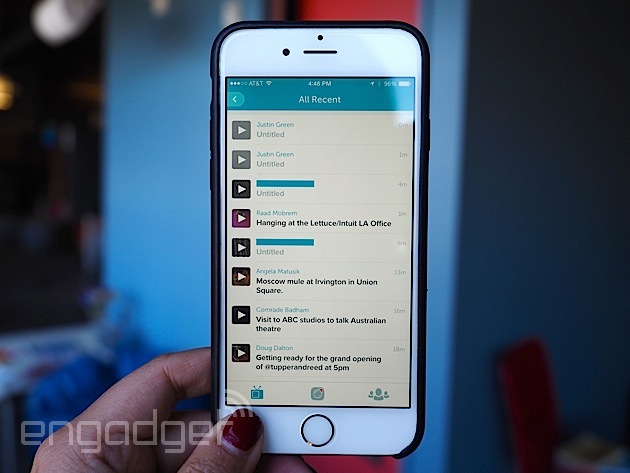 AT&T 4:46 PM 96%
All Recent
Justin Green 0m
Untitled
Justin Green 1m
Untitled
4m
Untitled
Raad Mobrem 1m
Hanging at the Lettuce/Intuit LA Office
6m
Untitled
Angela Matusik 13m
Moscow mule at Irvington in Union
Square.
Comrade Badham 16m
Visit to ABC studios to talk Australian
theatre
Doug Dalton 18m
Getting ready for the grand opening
of @tupperandreed at 5pm
engadget